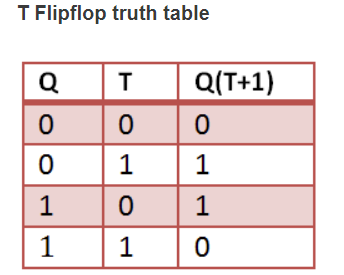 T Flipflop truth table
Q T Q(T+1)
0 0 0
0 1 1
1 0 1
1 1 0